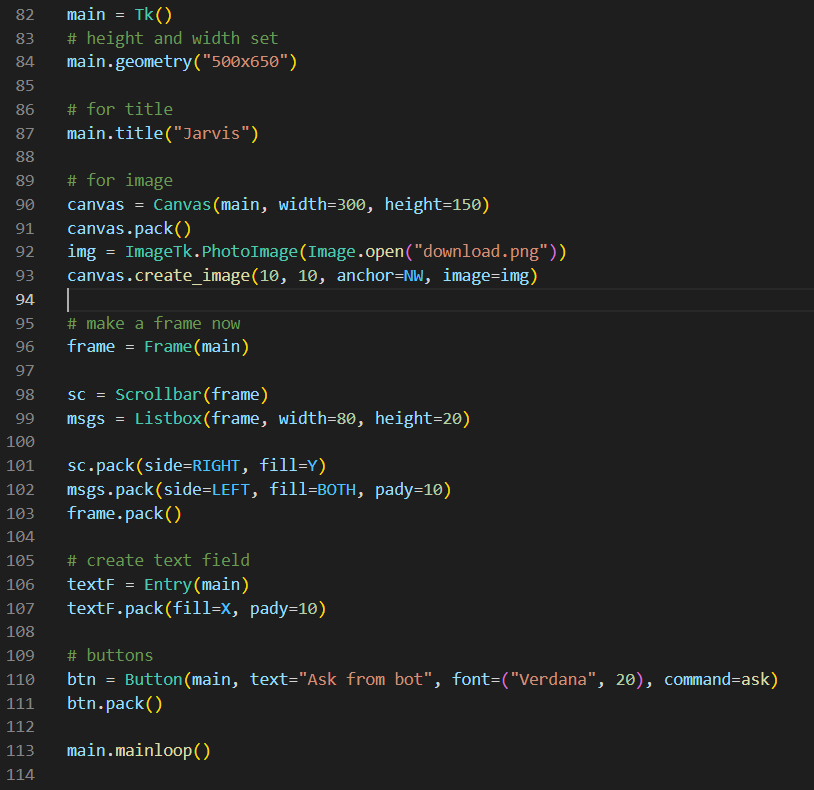 82 main = Tk()
83 # height and width set
84 main.geometry("500x650")
85
86 # for title
87 main.title("Jarvis")
88
89 # for image
90 canvas = Canvas(main, width=300, height=150)
91 canvas.pack()
92 img = ImageTk.PhotoImage(Image.open("download.png"))
93 canvas.create_image(10, 10, anchor=NW, image=img)
94
95 # make a frame now
96 frame = Frame(main)
97
98 sc = Scrollbar(frame)
99 msgs = Listbox(frame, width=80, height=20)
100
101 sc.pack(side=RIGHT, fill=Y)
102 msgs.pack(side=LEFT, fill=BOTH, pady=10)
103 frame.pack()
104
105 # create text field
106 textF = Entry(main)
107 textF.pack(fill=X, pady=10)
108
109 # buttons
110 btn = Button(main, text="Ask from bot", font=("Verdana", 20), command=ask)
111 btn.pack()
112
113 main.mainloop()
114